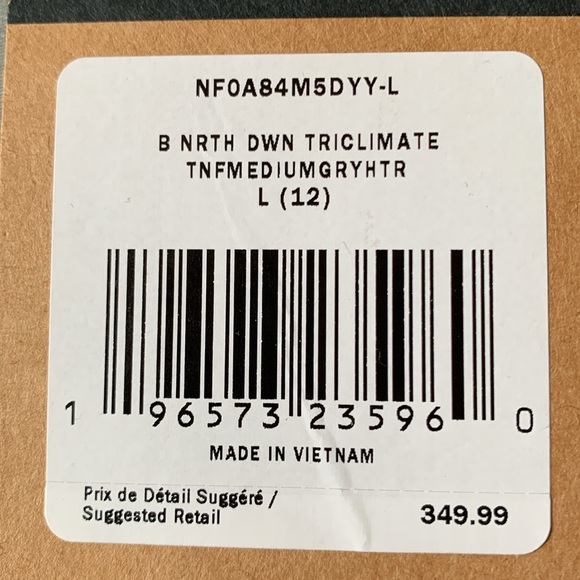 NF0A84M5DYY-L
B NRTH DWN TRICLIMATE
TNFMEDIUMGRYHTR
L (12)
1 96573 23596 0
MADE IN VIETNAM
Prix de Détail Suggéré /
Suggested Retail 349.99